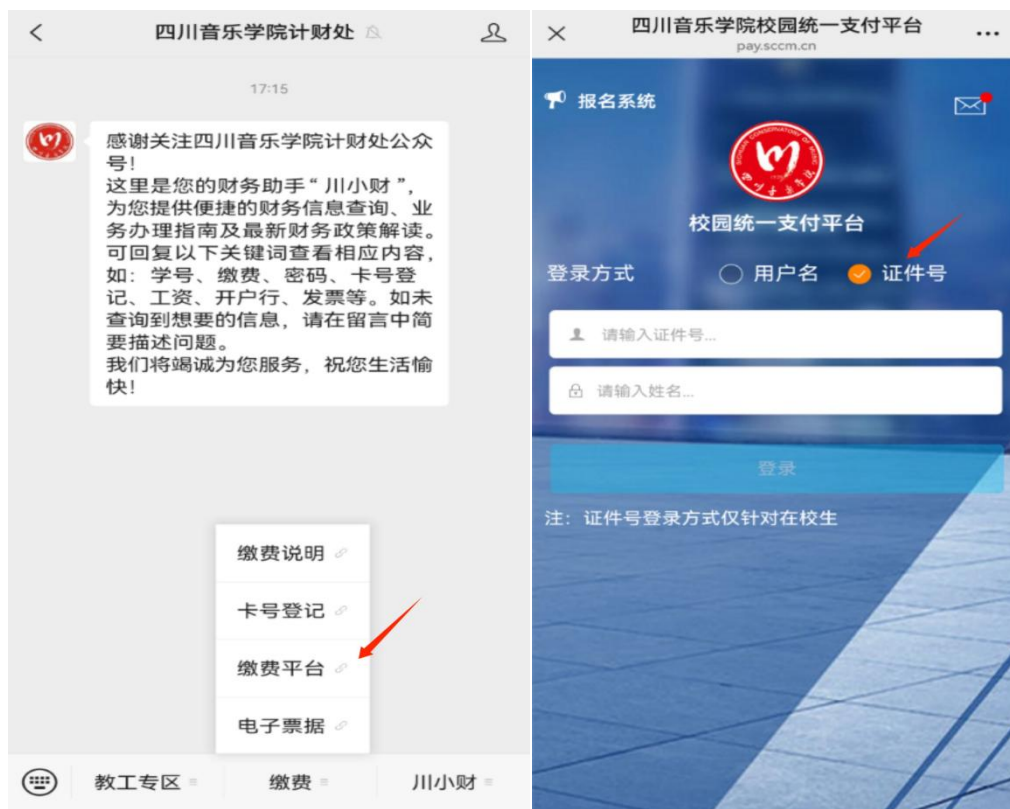 四川音乐学院计财处
17:15
感谢关注四川音乐学院计财处公众
号！
这里是您的财务助手“川小财”，
为您提供便捷的财务信息查询、业
务办理指南及最新财务政策解读。
可回复以下关键词查看相应内容，
如：学号、缴费、密码、卡号登
记、工资、开户行、发票等。如未
查询到想要的信息，请在留言中简
要描述问题。
我们将竭诚为您服务，祝您生活愉
快！
缴费说明
卡号登记
缴费平台
电子票据
教工专区
缴费
川小财
四川音乐学院校园统一支付平台
pay.sccm.cn
报名系统
SICHUAN CONSERVATORY OF MUSIC
四川音乐学院
校园统一支付平台
登录方式
用户名
证件号
请输入证件号...
请输入姓名...
登录
注：证件号登录方式仅针对在校生